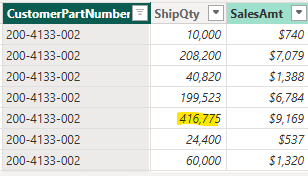 CustomerPartNumber ShipQty SalesAmt
200-4133-002 10,000 $740
200-4133-002 208,200 $7,079
200-4133-002 40,820 $1,388
200-4133-002 199,523 $6,784
200-4133-002 416,775 $9,169
200-4133-002 24,400 $537
200-4133-002 60,000 $1,320